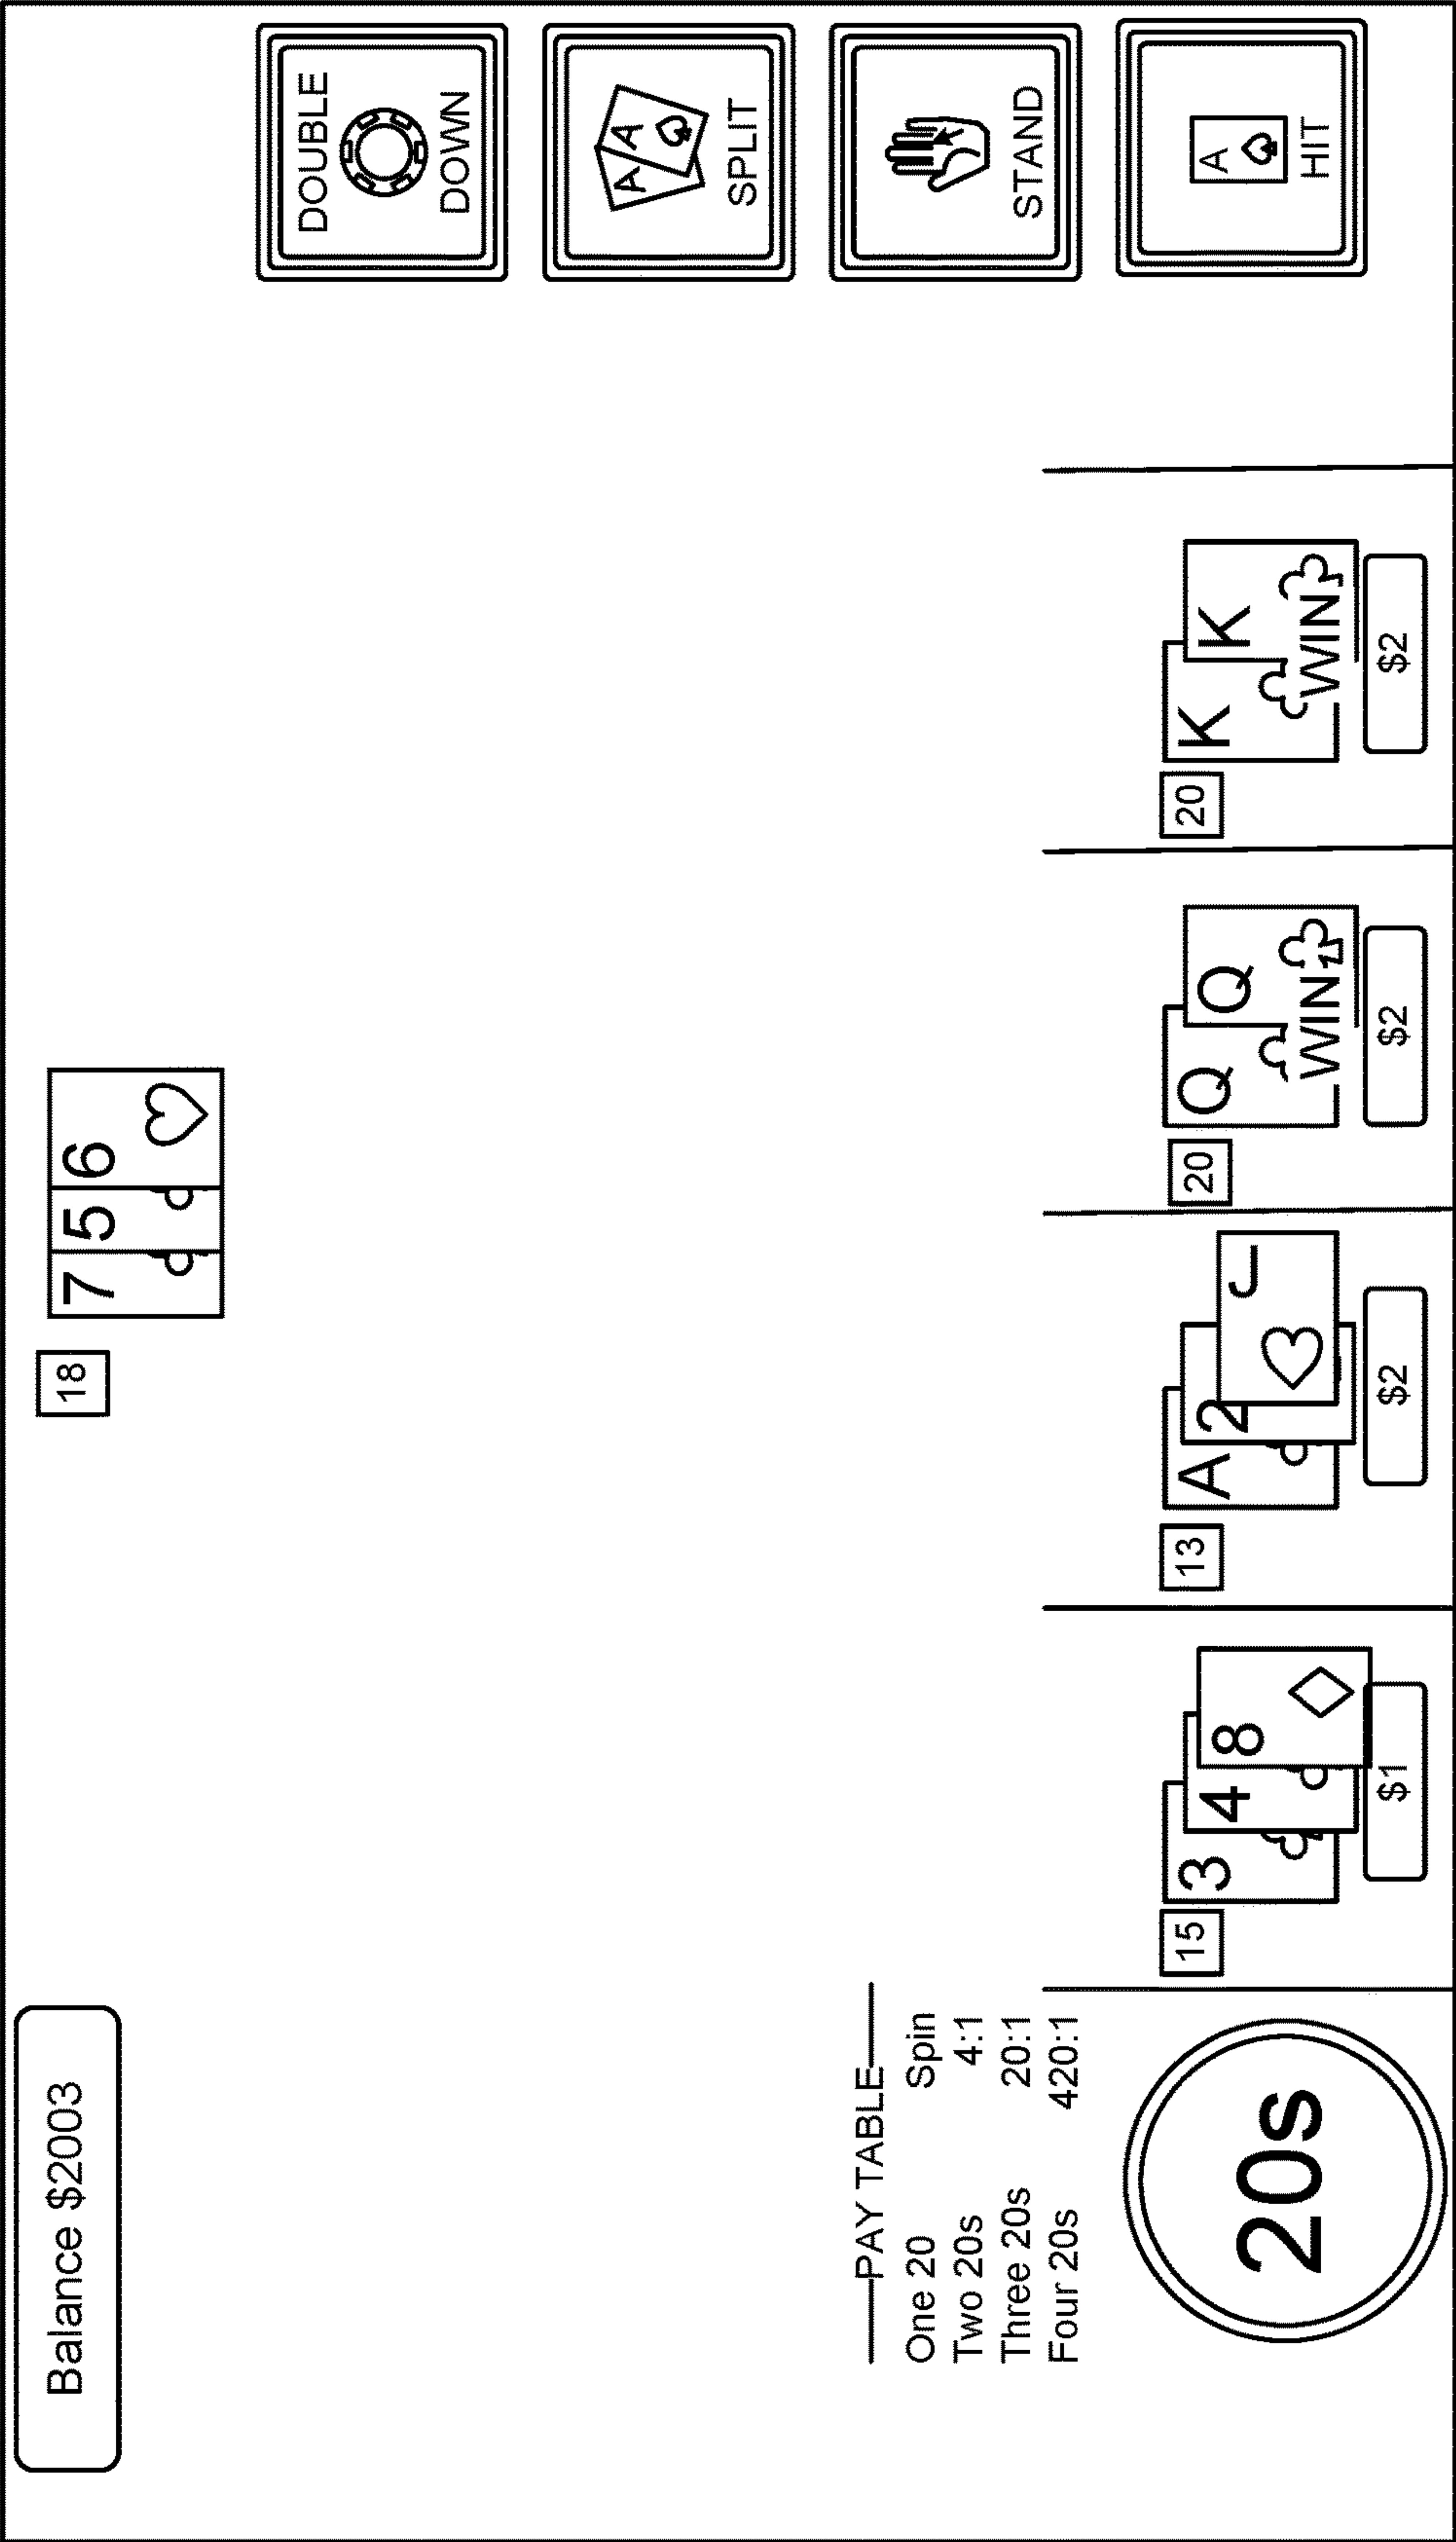 Balance $2003
18
7 5 6
DOUBLE
DOWN
A A
SPLIT
STAND
A
HIT
PAY TABLE
One 20 Spin
Two 20s 4:1
Three 20s 20:1
Four 20s 420:1
20s
15
3 4 8
$1
13
A 2 J
$2
20
Q Q
WIN
$2
20
K K
WIN
$2